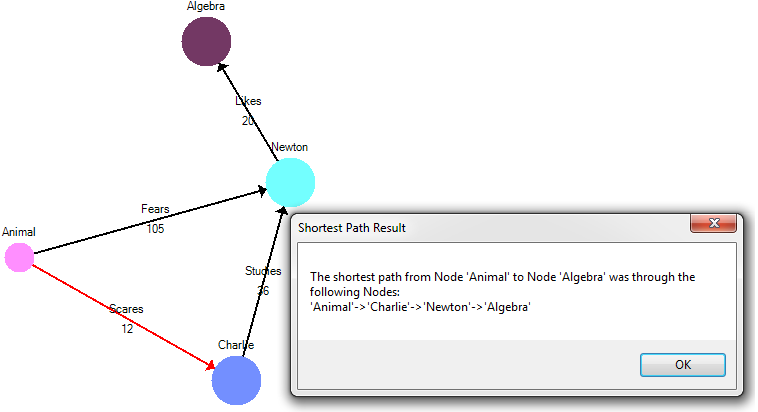 Algebra
Likes
20
Newton
Fears
105
Animal
Studies
36
Scares
12
Charlie
Shortest Path Result
The shortest path from Node 'Animal' to Node 'Algebra' was through the
following Nodes:
'Animal'->'Charlie'->'Newton'->'Algebra'
OK